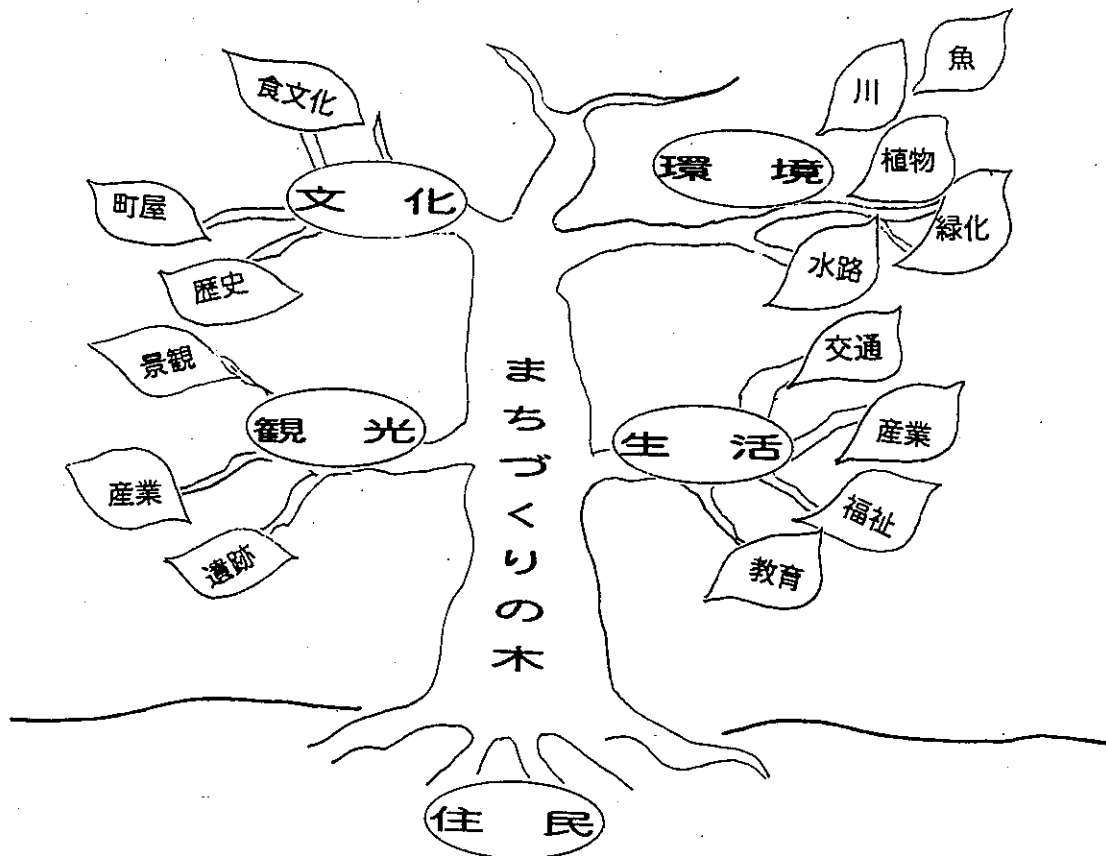 食文化
文化
町屋
歴史
景観
観光
産業
遺跡
川
魚
環境
植物
緑化
水路
交通
生活
産業
福祉
教育
まちづくりの木
住民